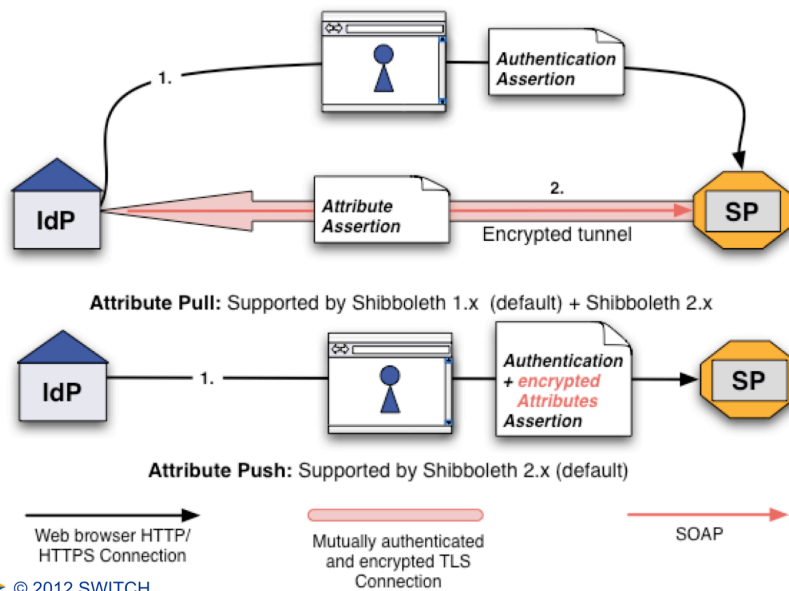 1.
Authentication
Assertion
IdP
Attribute
Assertion
2.
Encrypted tunnel
SP
Attribute Pull: Supported by Shibboleth 1.x (default) + Shibboleth 2.x
IdP
1.
Authentication
+ encrypted
Attributes
Assertion
SP
Attribute Push: Supported by Shibboleth 2.x (default)
Web browser HTTP/
HTTPS Connection
Mutually authenticated
and encrypted TLS
Connection
SOAP
© 2012 SWITCH